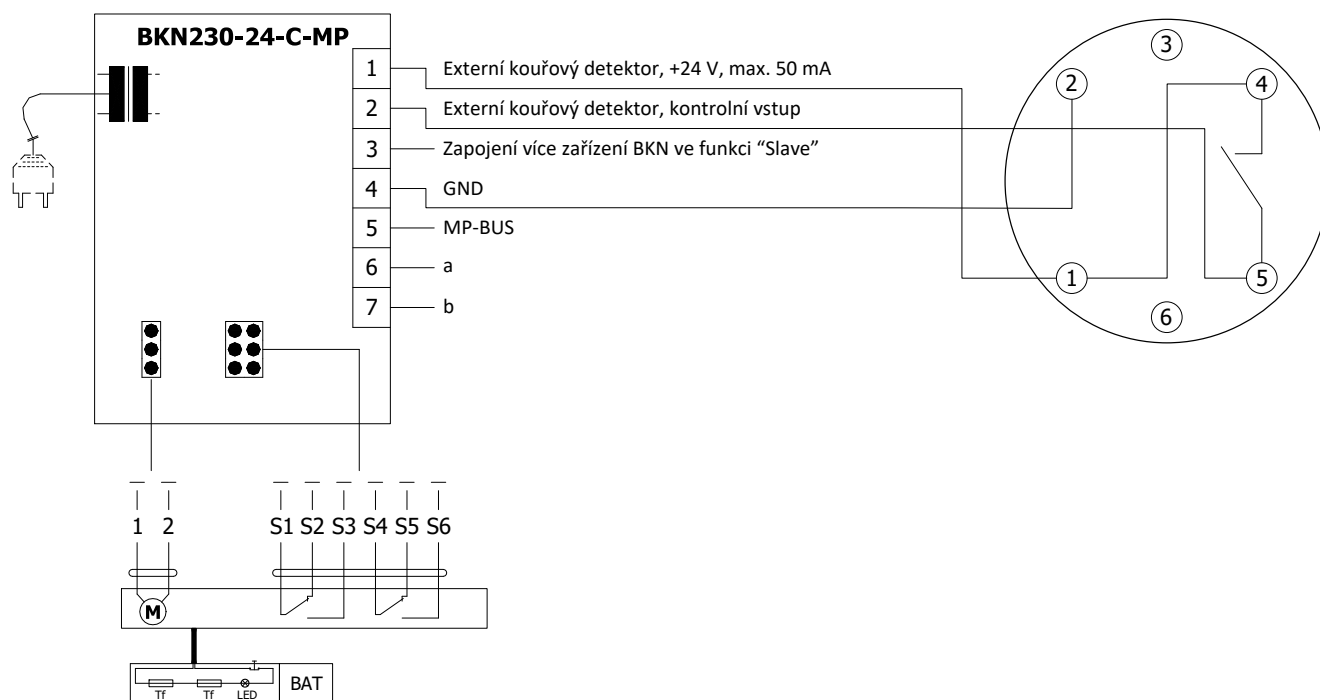 BKN230-24-C-MP
1 Externí kouřový detektor, +24 V, max. 50 mA
2 Externí kouřový detektor, kontrolní vstup
3 Zapojení více zařízení BKN ve funkci “Slave”
4 GND
5 MP-BUS
6 a
7 b
3
2 4
1 5
6
1 2 S1 S2 S3 S4 S5 S6
M
Tf Tf LED BAT